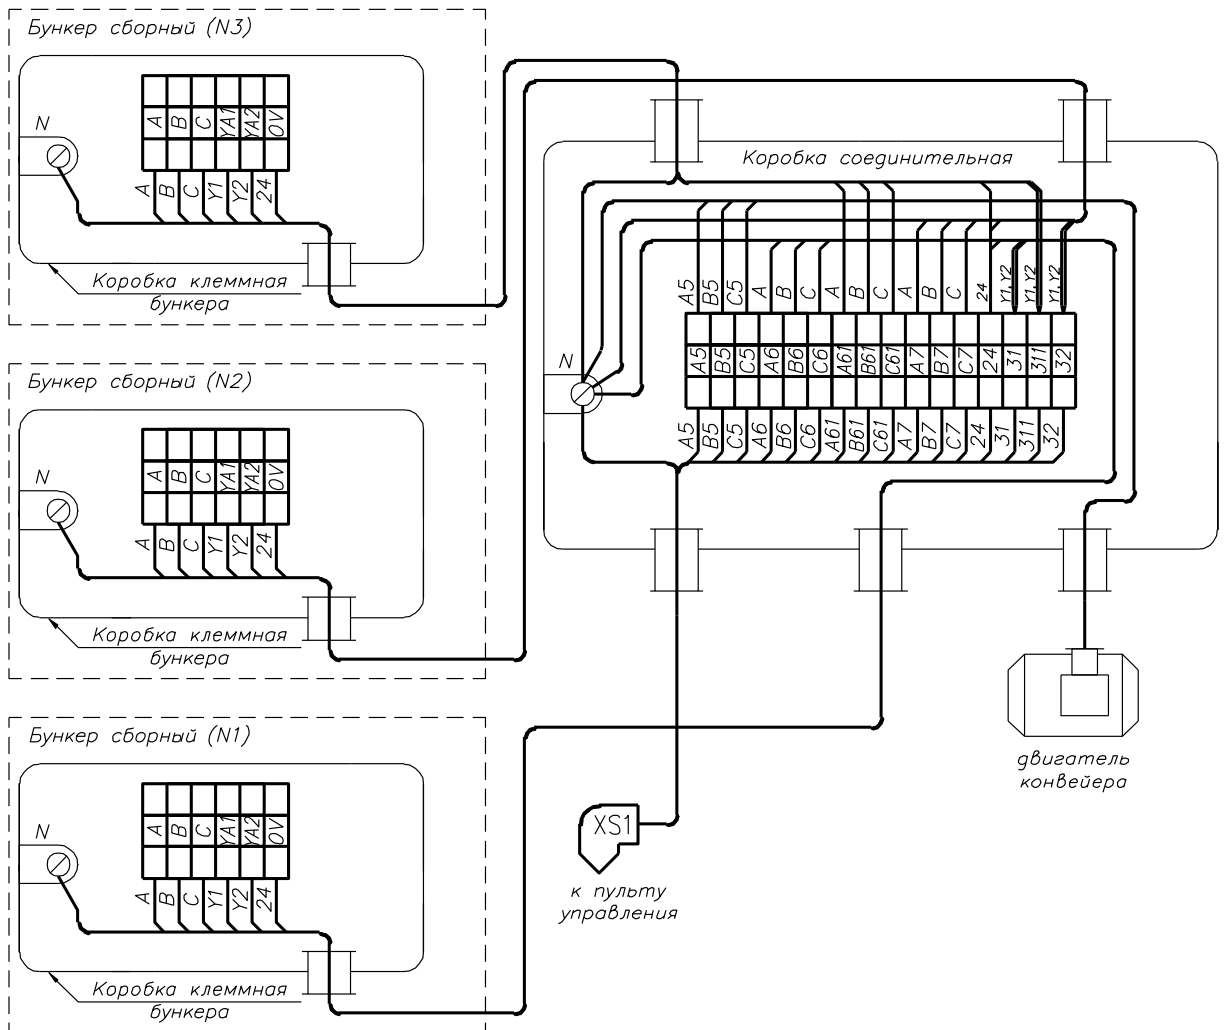 Бункер сборный (N3)
N
A
B
C
YA1
YA2
0V
A
B
C
Y1
Y2
24
Коробка клеммная
бункера
Бункер сборный (N2)
N
A
B
C
YA1
YA2
0V
A
B
C
Y1
Y2
24
Коробка клеммная
бункера
Бункер сборный (N1)
N
A
B
C
YA1
YA2
0V
A
B
C
Y1
Y2
24
Коробка клеммная
бункера
Коробка соединительная
N
A5
B5
C5
A
B
C
A
B
C
A
B
C
24
Y1,Y2
Y1,Y2
Y1,Y2
A5
B5
C5
A6
B6
C6
A61
B61
C61
A7
B7
C7
24
31
311
32
A5
B5
C5
A6
B6
C6
A61
B61
C61
A7
B7
C7
24
31
311
32
двигатель
конвейера
XS1
к пульту
управления